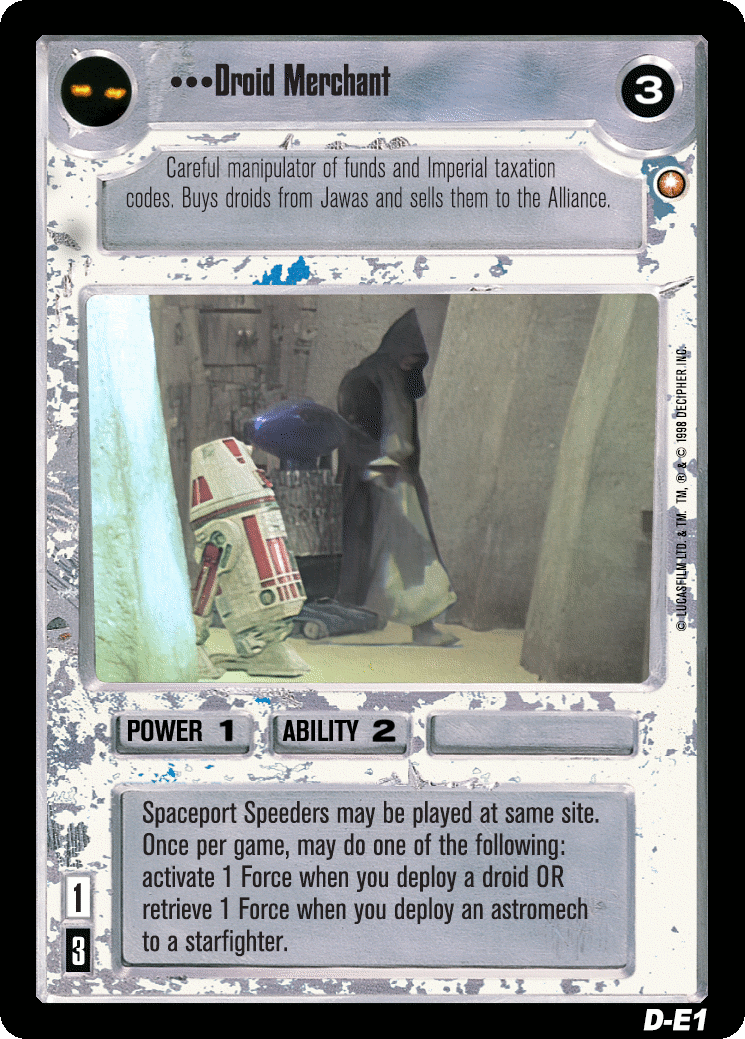 •••Droid Merchant
3
Careful manipulator of funds and Imperial taxation
codes. Buys droids from Jawas and sells them to the Alliance.
© LUCASFILM LTD. & TM. TM, ® & © 1998 DECIPHER INC.
POWER 1
ABILITY 2
Spaceport Speeders may be played at same site.
Once per game, may do one of the following:
activate 1 Force when you deploy a droid OR
retrieve 1 Force when you deploy an astromech
to a starfighter.
1
3
D-E1